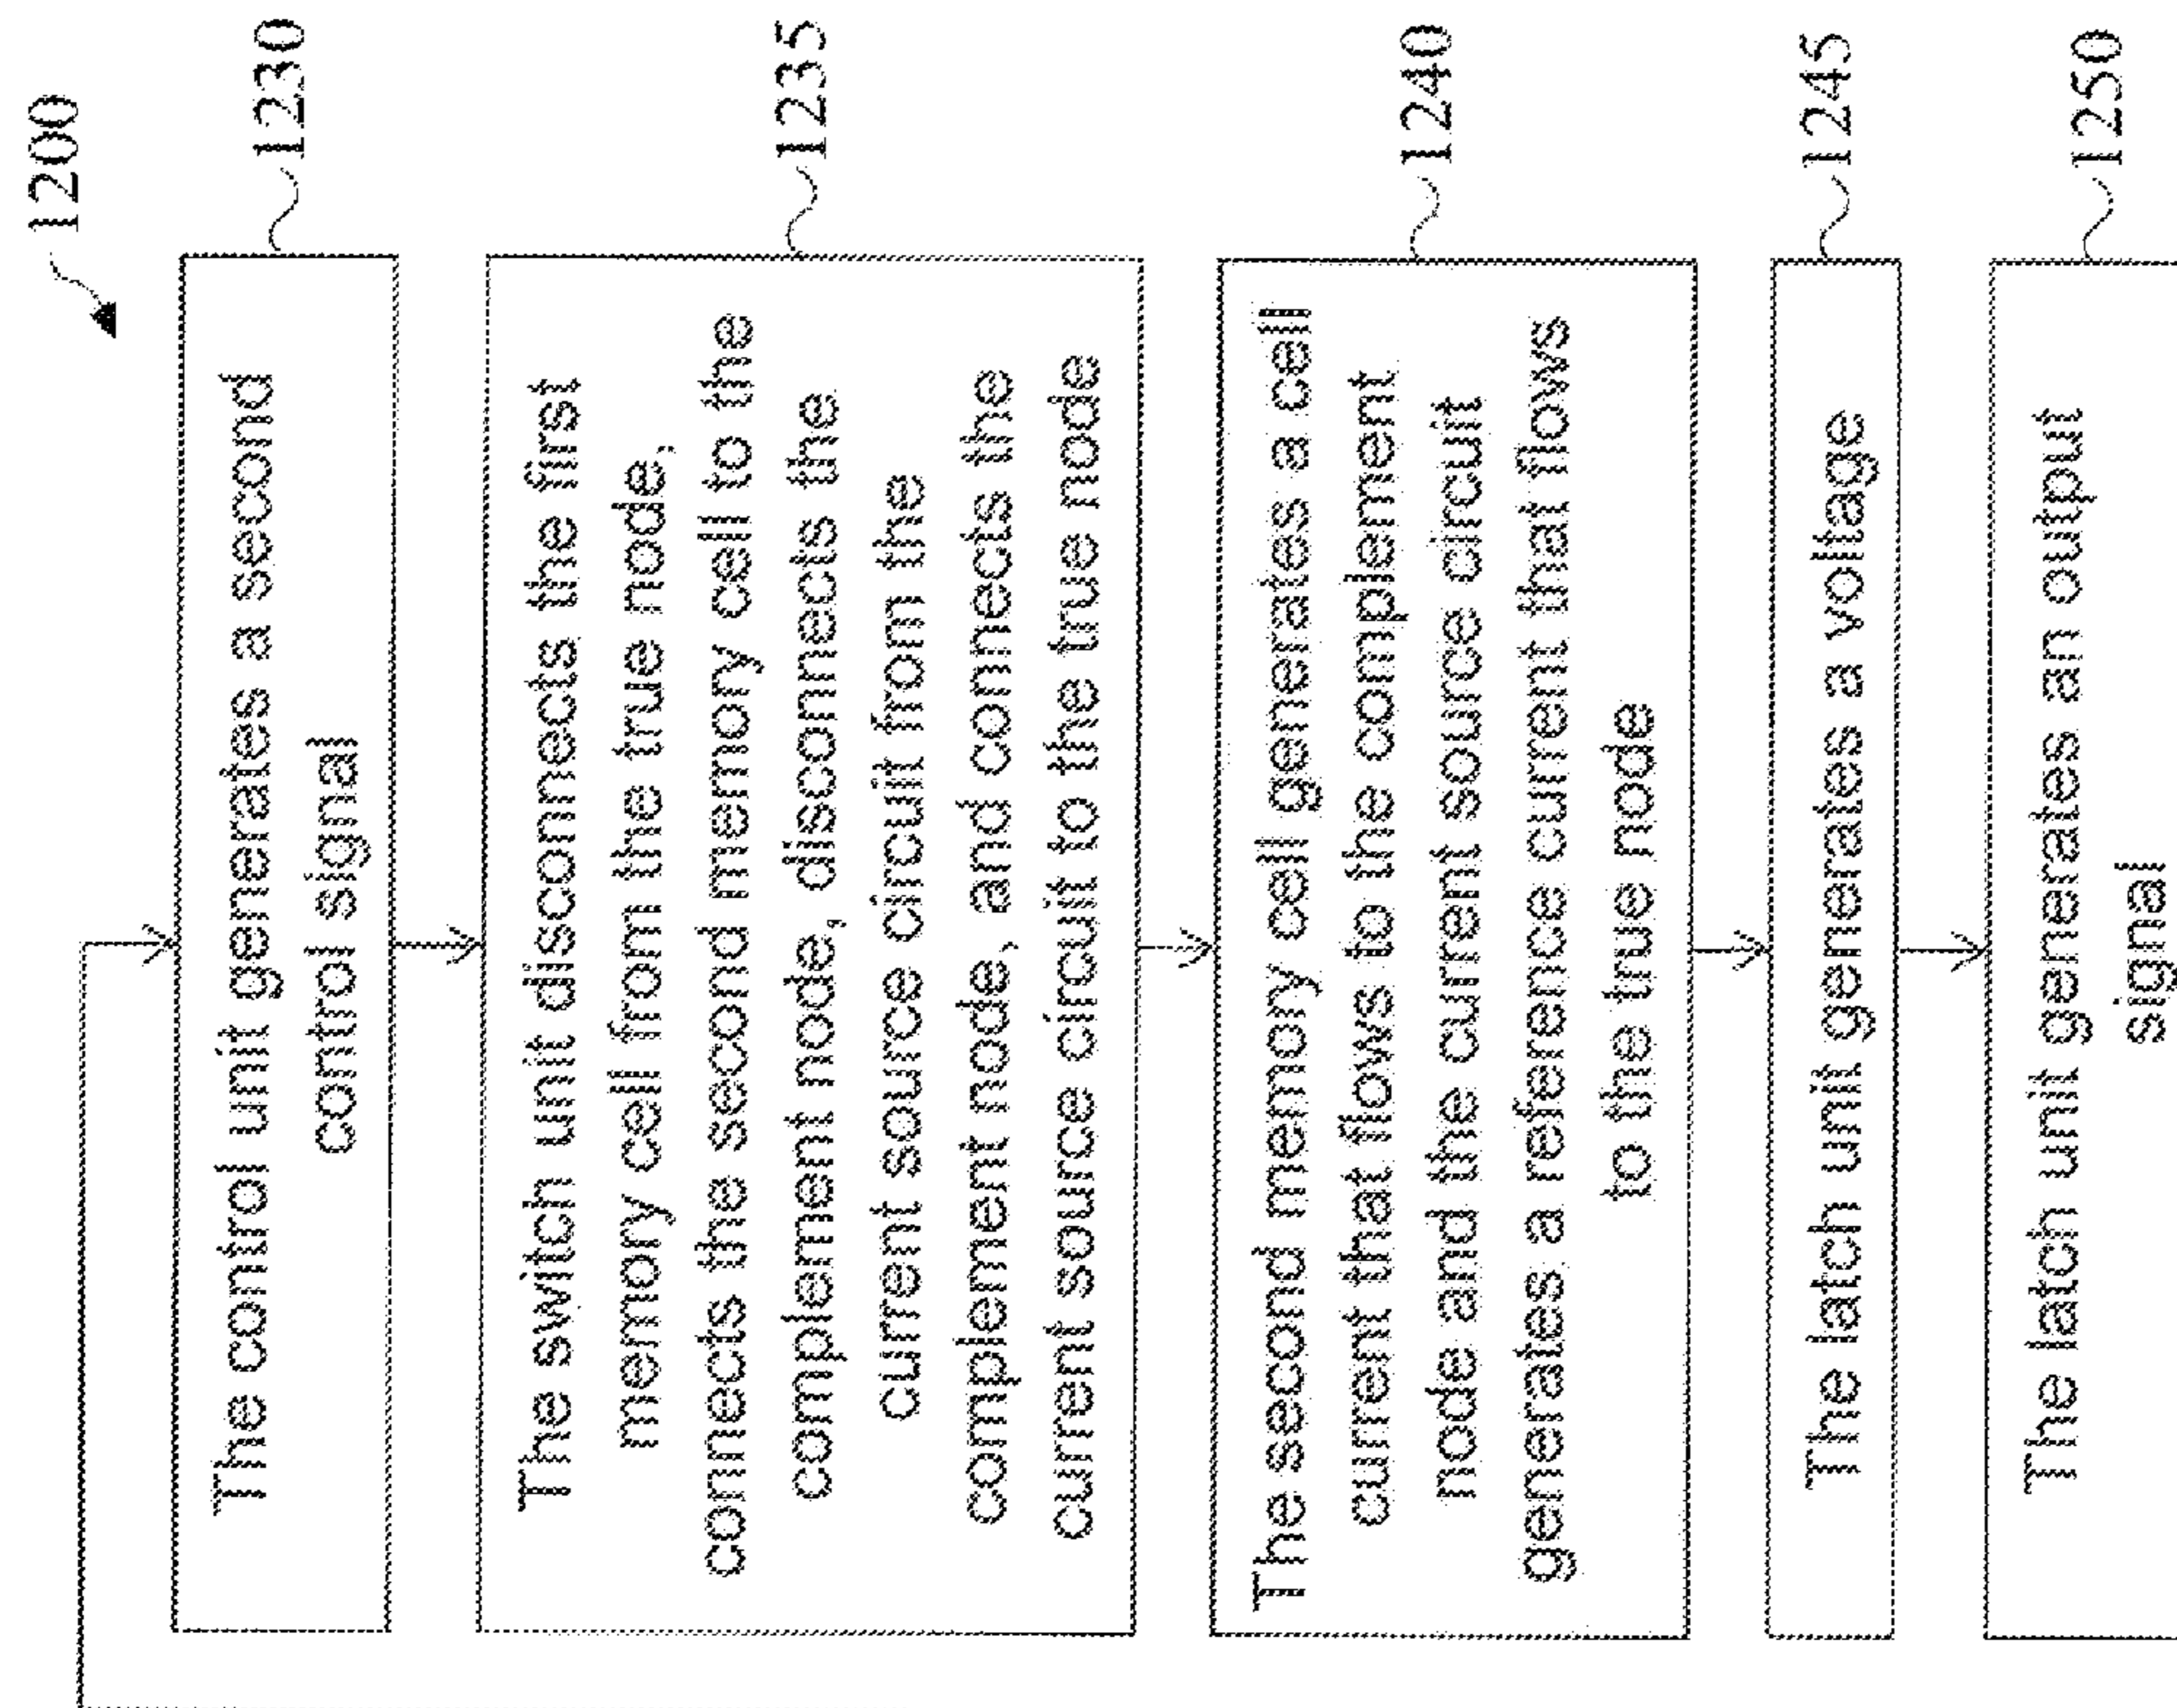 1200
The control unit generates a second
control signal
1230
The switch unit disconnects the first
memory cell from the true node,
connects the second memory cell to the
complement node, disconnects the
current source circuit from the
complement node, and connects the
current source circuit to the true node
1235
The second memory cell generates a cell
current that flows to the complement
node and the current source circuit
generates a reference current that flows
to the true node
1240
The latch unit generates a voltage
1245
The latch unit generates an output
signal
1250